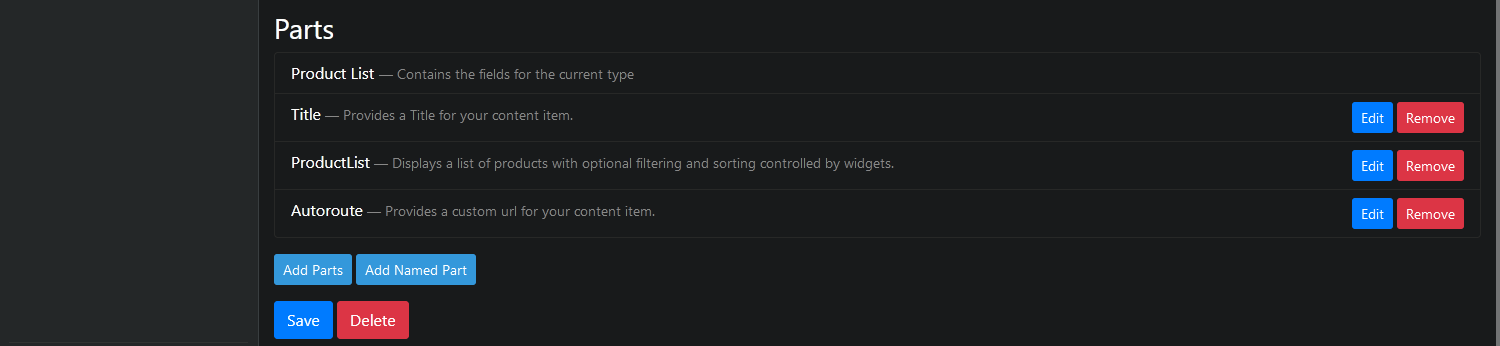 Parts
Product List — Contains the fields for the current type
Title — Provides a Title for your content item. Edit Remove
ProductList — Displays a list of products with optional filtering and sorting controlled by widgets. Edit Remove
Autoroute — Provides a custom url for your content item. Edit Remove
Add Parts Add Named Part
Save Delete